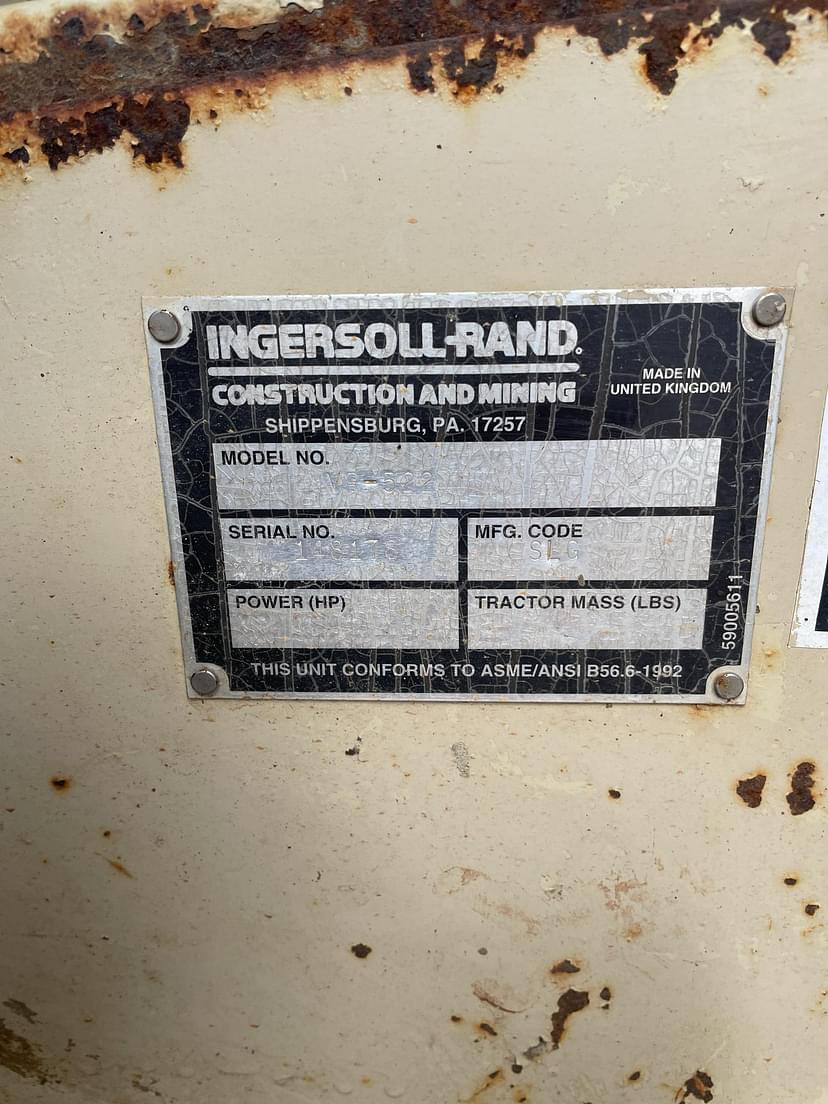 INGERSOLL-RAND®
CONSTRUCTION AND MINING
SHIPPENSBURG, PA. 17257
MADE IN
UNITED KINGDOM
MODEL NO.
SERIAL NO.
MFG. CODE
SLG
POWER (HP)
TRACTOR MASS (LBS)
59005611
THIS UNIT CONFORMS TO ASME/ANSI B56.6-1992